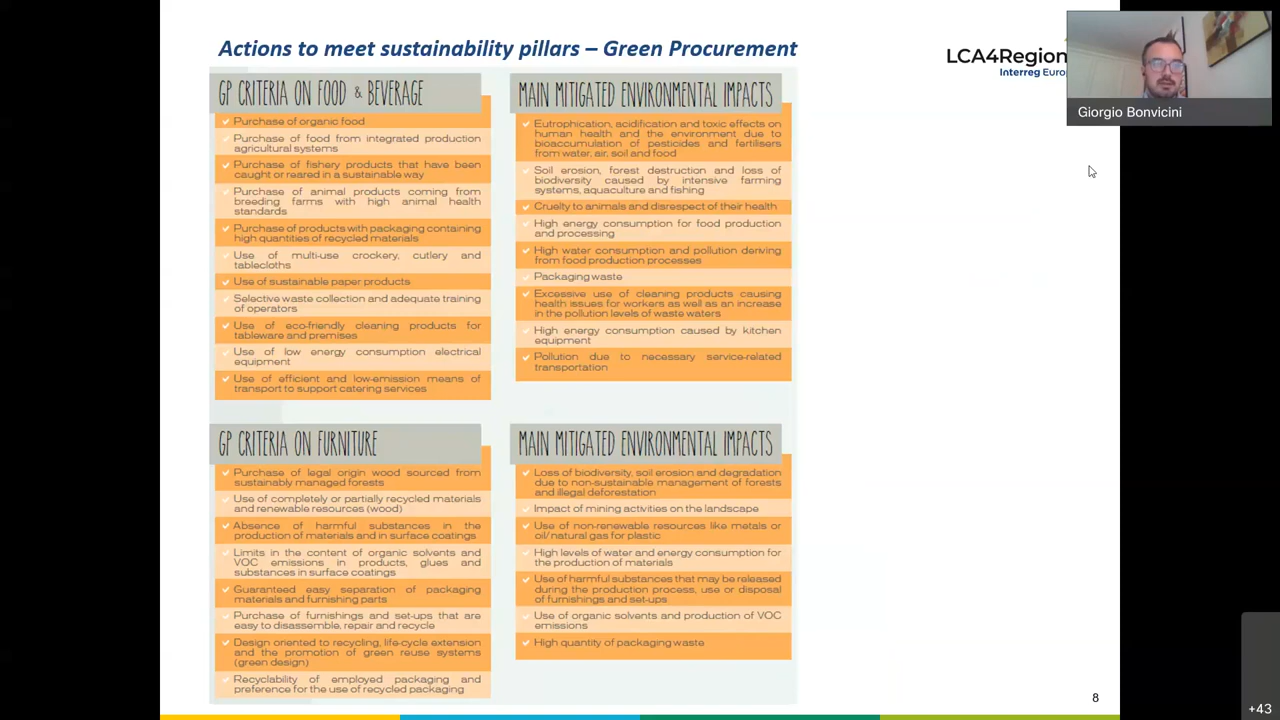 Actions to meet sustainability pillars – Green Procurement
LCA4Region
Interreg Euro
Giorgio Bonvicini
GP CRITERIA ON FOOD & BEVERAGE
Purchase of organic food
Purchase of food from integrated production
agricultural systems
Purchase of fishery products that have been
caught or reared in a sustainable way
Purchase of animal products coming from
breeding farms with high animal health
standards
Purchase of products with packaging containing
high quantities of recycled materials
Use of multi-use crockery, cutlery and
tablecloths
Use of sustainable paper products
Selective waste collection and adequate training
of operators
Use of eco-friendly cleaning products for
tableware and premises
Use of low energy consumption electrical
equipment
Use of efficient and low-emission means of
transport to support catering services
MAIN MITIGATED ENVIRONMENTAL IMPACTS
Eutrophication, acidification and toxic effects on
human health and the environment due to
bioaccumulation of pesticides and fertilisers
from water, air, soil and food
Soil erosion, forest destruction and loss of
biodiversity caused by intensive farming
systems, aquaculture and fishing
Cruelty to animals and disrespect of their health
High energy consumption for food production
and processing
High water consumption and pollution deriving
from food production processes
Packaging waste
Excessive use of cleaning products causing
health issues for workers as well as an increase
in the pollution levels of waste waters
High energy consumption caused by kitchen
equipment
Pollution due to necessary service-related
transportation
GP CRITERIA ON FURNITURE
Purchase of legal origin wood sourced from
sustainably managed forests
Use of completely or partially recycled materials
and renewable resources (wood)
Absence of harmful substances in the
production of materials and in surface coatings
Limits in the content of organic solvents and
VOC emissions in products, glues and
substances in surface coatings
Guaranteed easy separation of packaging
materials and furnishing parts
Purchase of furnishings and set-ups that are
easy to disassemble, repair and recycle
Design oriented to recycling, life-cycle extension
and the promotion of green reuse systems
(green design)
Recyclability of employed packaging and
preference for the use of recycled packaging
MAIN MITIGATED ENVIRONMENTAL IMPACTS
Loss of biodiversity, soil erosion and degradation
due to non-sustainable management of forests
and illegal deforestation
Impact of mining activities on the landscape
Use of non-renewable resources like metals or
oil/natural gas for plastic
High levels of water and energy consumption for
the production of materials
Use of harmful substances that may be released
during the production process, use or disposal
of furnishings and set-ups
Use of organic solvents and production of VOC
emissions
High quantity of packaging waste
8
+43